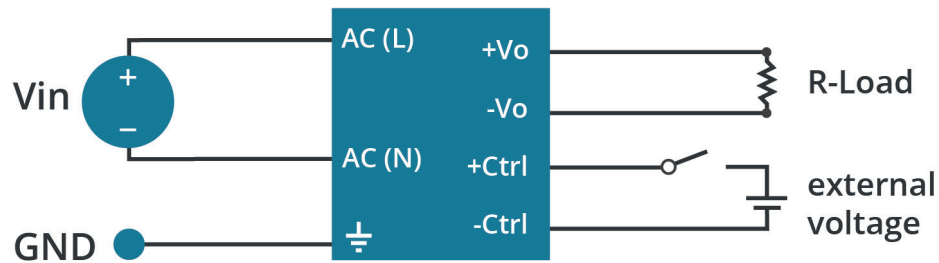 Vin
+
−
GND
AC (L)
AC (N)
+Vo
-Vo
+Ctrl
-Ctrl
R-Load
external
voltage